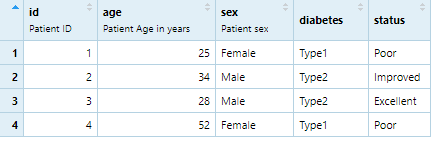 id age sex diabetes status
Patient ID Patient Age in years Patient sex
1 1 25 Female Type1 Poor
2 2 34 Male Type2 Improved
3 3 28 Male Type2 Excellent
4 4 52 Female Type1 Poor